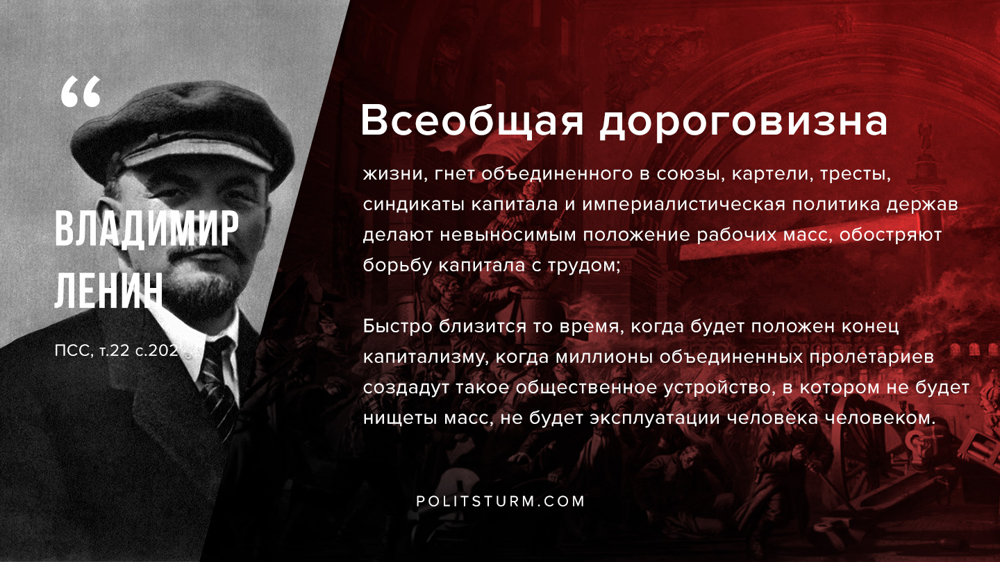 “
ВЛАДИМИР
ЛЕНИН
ПСС, т.22 с.202
Всеобщая дороговизна
жизни, гнет объединенного в союзы, картели, тресты,
синдикаты капитала и империалистическая политика держав
делают невыносимым положение рабочих масс, обостряют
борьбу капитала с трудом;
Быстро близится то время, когда будет положен конец
капитализму, когда миллионы объединенных пролетариев
создадут такое общественное устройство, в котором не будет
нищеты масс, не будет эксплуатации человека человеком.
POLITSTURM.COM